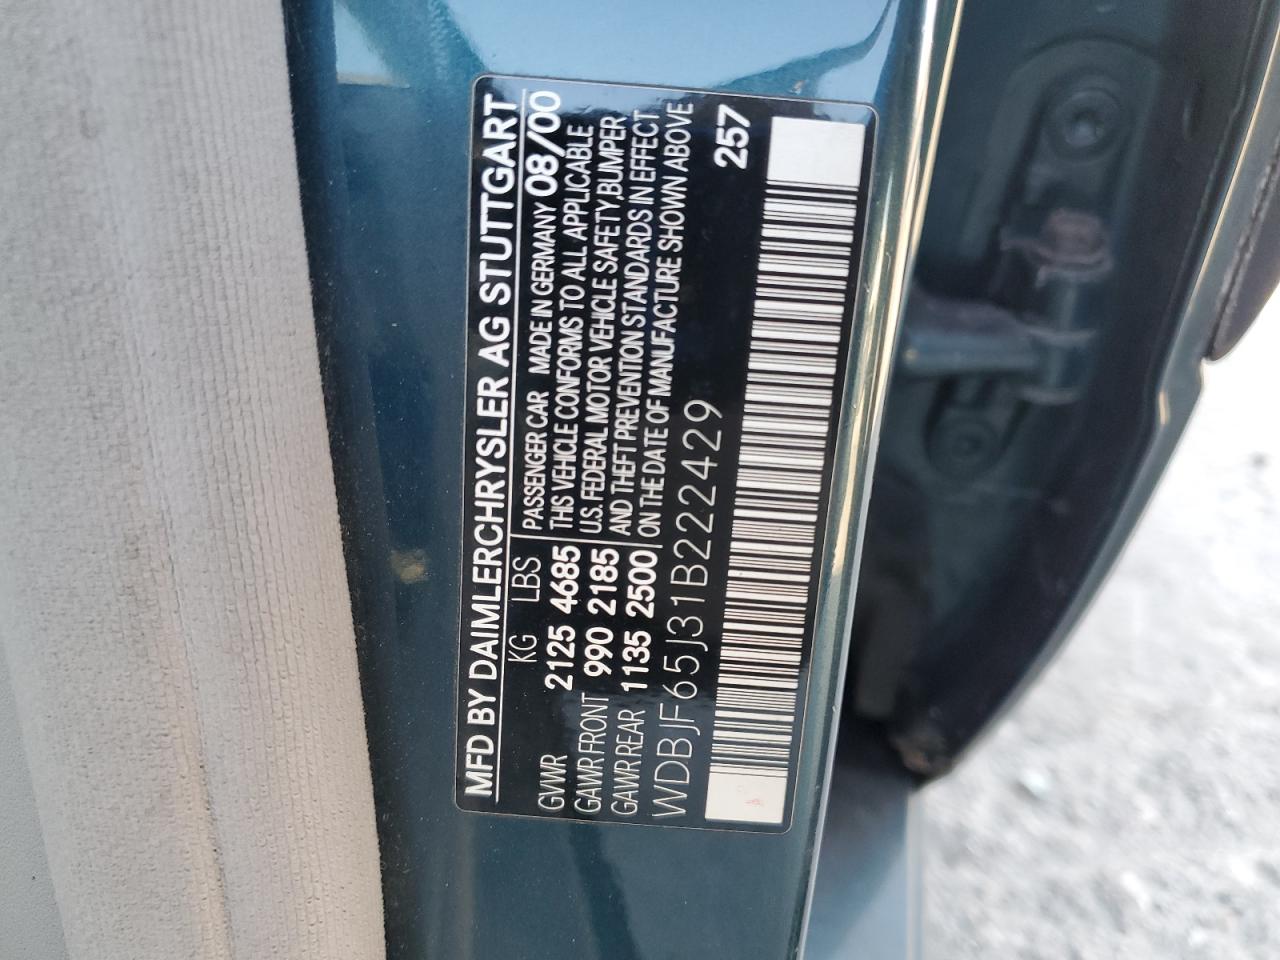 MFD BY DAIMLERCHRYSLER AG STUTTGART
KG LBS
GVWR 2125 4685
GAWR FRONT 990 2185
GAWR REAR 1135 2500
PASSENGER CAR MADE IN GERMANY 08/00
THIS VEHICLE CONFORMS TO ALL APPLICABLE
U.S. FEDERAL MOTOR VEHICLE SAFETY, BUMPER
AND THEFT PREVENTION STANDARDS IN EFFECT
ON THE DATE OF MANUFACTURE SHOWN ABOVE
WDBJF65J31B222429
257